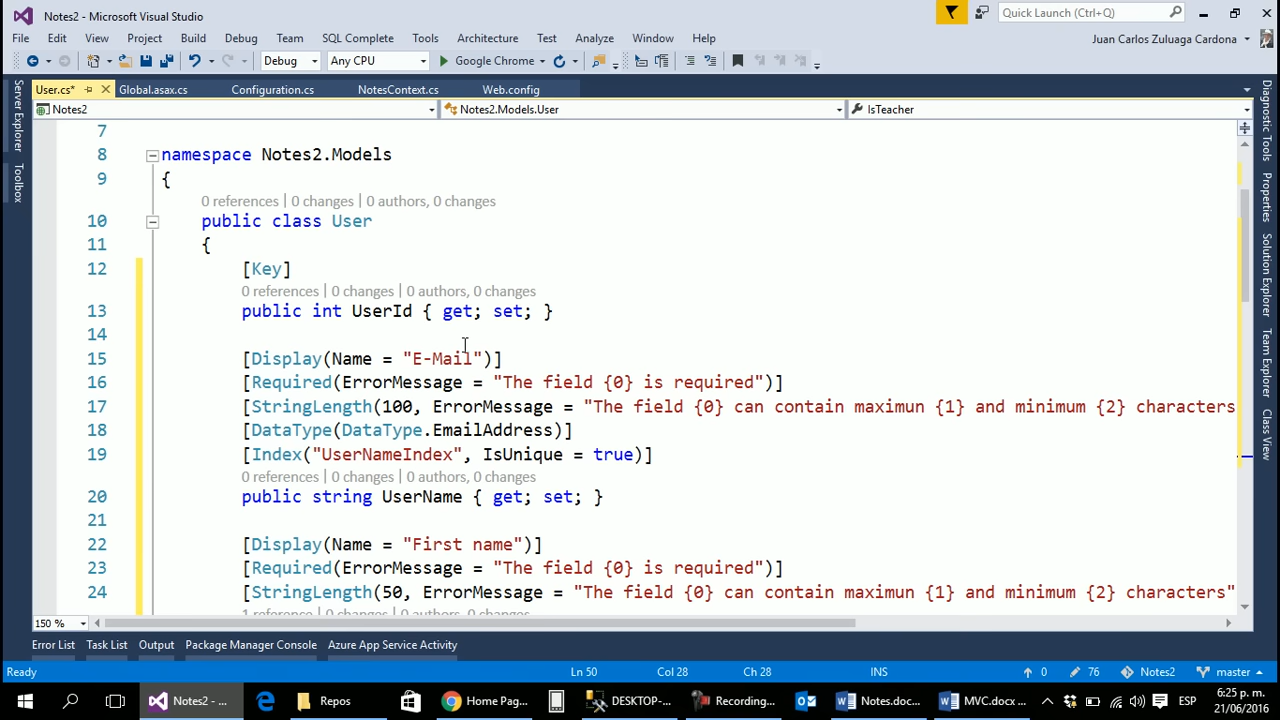 Notes2 - Microsoft Visual Studio
Quick Launch (Ctrl+Q)
File Edit View Project Build Debug Team SQL Complete Tools Architecture Test Analyze Window Help
Juan Carlos Zuluaga Cardona
Debug Any CPU Google Chrome
User.cs* Global.asax.cs Configuration.cs NotesContext.cs Web.config
Notes2 Notes2.Models.User IsTeacher
Server Explorer
Toolbox
7
8 namespace Notes2.Models
9 {
0 references | 0 changes | 0 authors, 0 changes
10 public class User
11 {
12 [Key]
0 references | 0 changes | 0 authors, 0 changes
13 public int UserId { get; set; }
14
15 [Display(Name = "E-Mail")]
16 [Required(ErrorMessage = "The field {0} is required")]
17 [StringLength(100, ErrorMessage = "The field {0} can contain maximun {1} and minimum {2} characters
18 [DataType(DataType.EmailAddress)]
19 [Index("UserNameIndex", IsUnique = true)]
0 references | 0 changes | 0 authors, 0 changes
20 public string UserName { get; set; }
21
22 [Display(Name = "First name")]
23 [Required(ErrorMessage = "The field {0} is required")]
24 [StringLength(50, ErrorMessage = "The field {0} can contain maximun {1} and minimum {2} characters"
1 reference | 0 changes | 0 authors, 0 changes
Diagnostic Tools
Properties
Solution Explorer
Team Explorer
Class View
150 %
Error List Task List Output Package Manager Console Azure App Service Activity
Ready Ln 50 Col 28 Ch 28 INS 0 76 Notes2 master
Notes2 - ... Repos Home Pag... DESKTOP-... Recording... Notes.doc... MVC.docx ... ESP
6:25 p. m.
21/06/2016